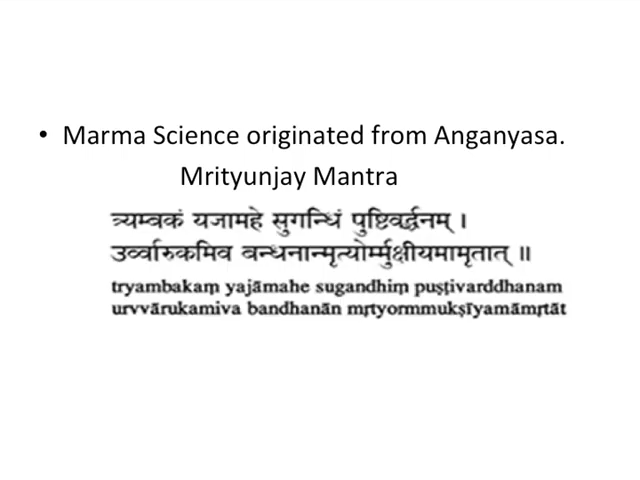 • Marma Science originated from Anganyasa.
Mrityunjay Mantra
त्र्यम्वकं यजामहे सुगन्धिं पुष्टिवर्द्धनम् ।
उर्व्वारुकमिव बन्धनान्मृत्योर्म्मुक्षीयमामृतात् ॥
tryambakaṃ yajāmahe sugandhiṃ puṣṭivarddhanam
urvvārukamiva bandhanān mṛtyormmukṣīyamāmṛtāt